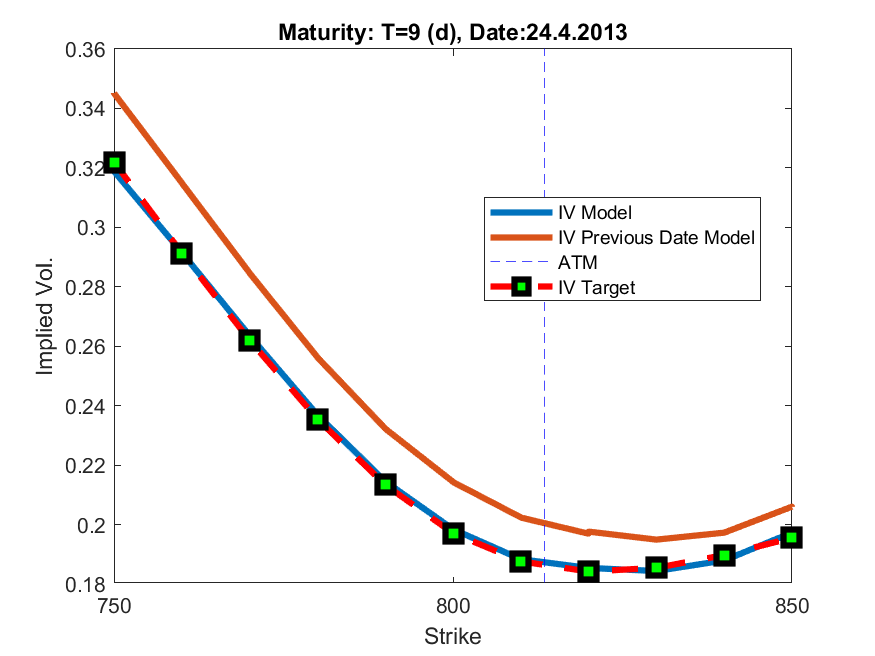 Maturity: T=9 (d), Date:24.4.2013
0.36
0.34
0.32
0.3
0.28
0.26
0.24
0.22
0.2
0.18
Implied Vol.
IV Model
IV Previous Date Model
ATM
IV Target
750
800
850
Strike